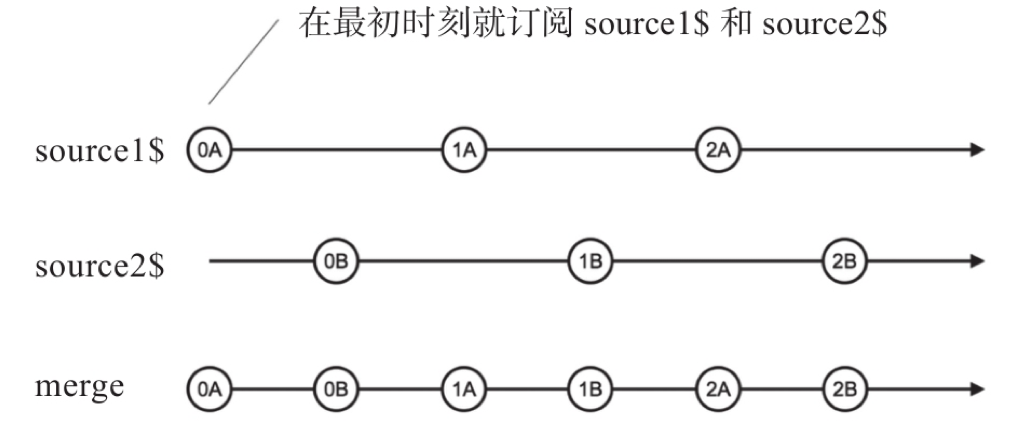 在最初时刻就订阅 source1$ 和 source2$
source1$ 0A 1A 2A
source2$ 0B 1B 2B
merge 0A 0B 1A 1B 2A 2B